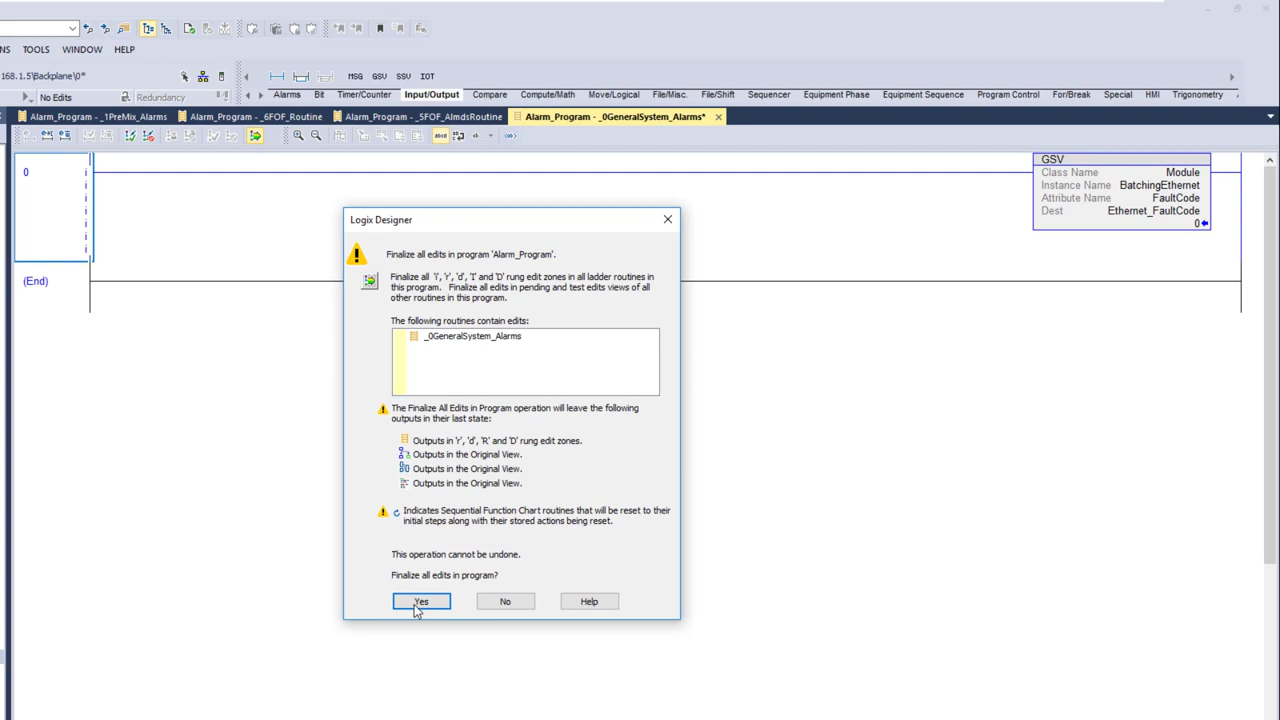 NS TOOLS WINDOW HELP
168.1.5\Backplane\0* MSG GSV SSV IOT
No Edits Redundancy Alarms Bit Timer/Counter Input/Output Compare Compute/Math Move/Logical File/Misc. File/Shift Sequencer Equipment Phase Equipment Sequence Program Control For/Break Special HMI Trigonometry
Alarm_Program - _1PreMix_Alarms Alarm_Program - _6FOF_Routine Alarm_Program - _5FOF_AlmdsRoutine Alarm_Program - _0GeneralSystem_Alarms*
abcd ab
GSV
0 i Class Name Module
i Instance Name BatchingEthernet
i Attribute Name FaultCode
i Dest Ethernet_FaultCode
i 0
i
i
(End)
Logix Designer
Finalize all edits in program 'Alarm_Program'.
Finalize all 'i', 'r', 'd', 'I' and 'D' rung edit zones in all ladder routines in
this program. Finalize all edits in pending and test edits views of all
other routines in this program.
The following routines contain edits:
_0GeneralSystem_Alarms
The Finalize All Edits in Program operation will leave the following
outputs in their last state:
Outputs in 'r', 'd', 'R' and 'D' rung edit zones.
Outputs in the Original View.
Outputs in the Original View.
Outputs in the Original View.
Indicates Sequential Function Chart routines that will be reset to their
initial steps along with their stored actions being reset.
This operation cannot be undone.
Finalize all edits in program?
Yes No Help